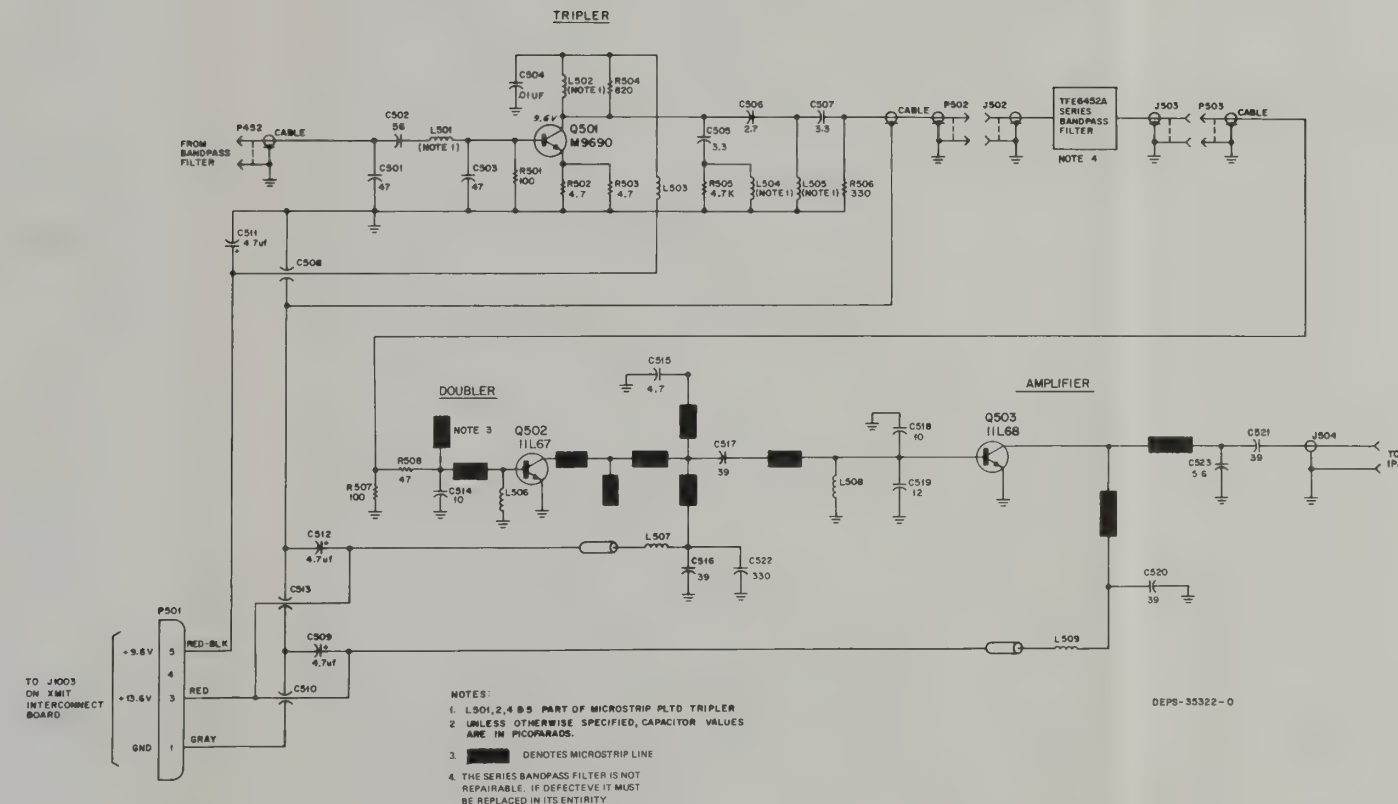 TRIPLER
C504
.01UF
L502
(NOTE 1)
R504
820
9.6V
Q501
M9690
P452
CABLE
FROM
BANDPASS
FILTER
C502
56
L501
(NOTE 1)
C501
47
C503
47
R501
100
R502
4.7
R503
4.7
L503
C505
3.3
R505
4.7K
L504
(NOTE 1)
C506
2.7
C507
3.3
L505
(NOTE 1)
R506
330
CABLE
P502
J502
TFE6452A
SERIES
BANDPASS
FILTER
NOTE 4
J503
P503
CABLE
C511
4.7uf
+
C508
DOUBLER
C515
4.7
AMPLIFIER
NOTE 3
Q502
11L67
R508
47
R507
100
C514
10
L506
C517
39
L508
C518
10
C519
12
Q503
11L68
C521
39
J504
C523
5 6
TO
C512
+
4.7uf
L507
C516
39
C522
330
C520
39
C513
P501
C509
+
4.7uf
L509
C510
TO J1003
ON XMIT
INTERCONNECT
BOARD
+9.6V 5 RED-BLK
4
+13.6V 3 RED
GND 1 GRAY
NOTES:
1. L501,2,4 & 5 PART OF MICROSTRIP PLTD TRIPLER
2 UNLESS OTHERWISE SPECIFIED, CAPACITOR VALUES
ARE IN PICOFARADS.
3. DENOTES MICROSTRIP LINE
4. THE SERIES BANDPASS FILTER IS NOT
REPAIRABLE. IF DEFECTEVE IT MUST
BE REPLACED IN ITS ENTIRITY
DEPS-35322-O